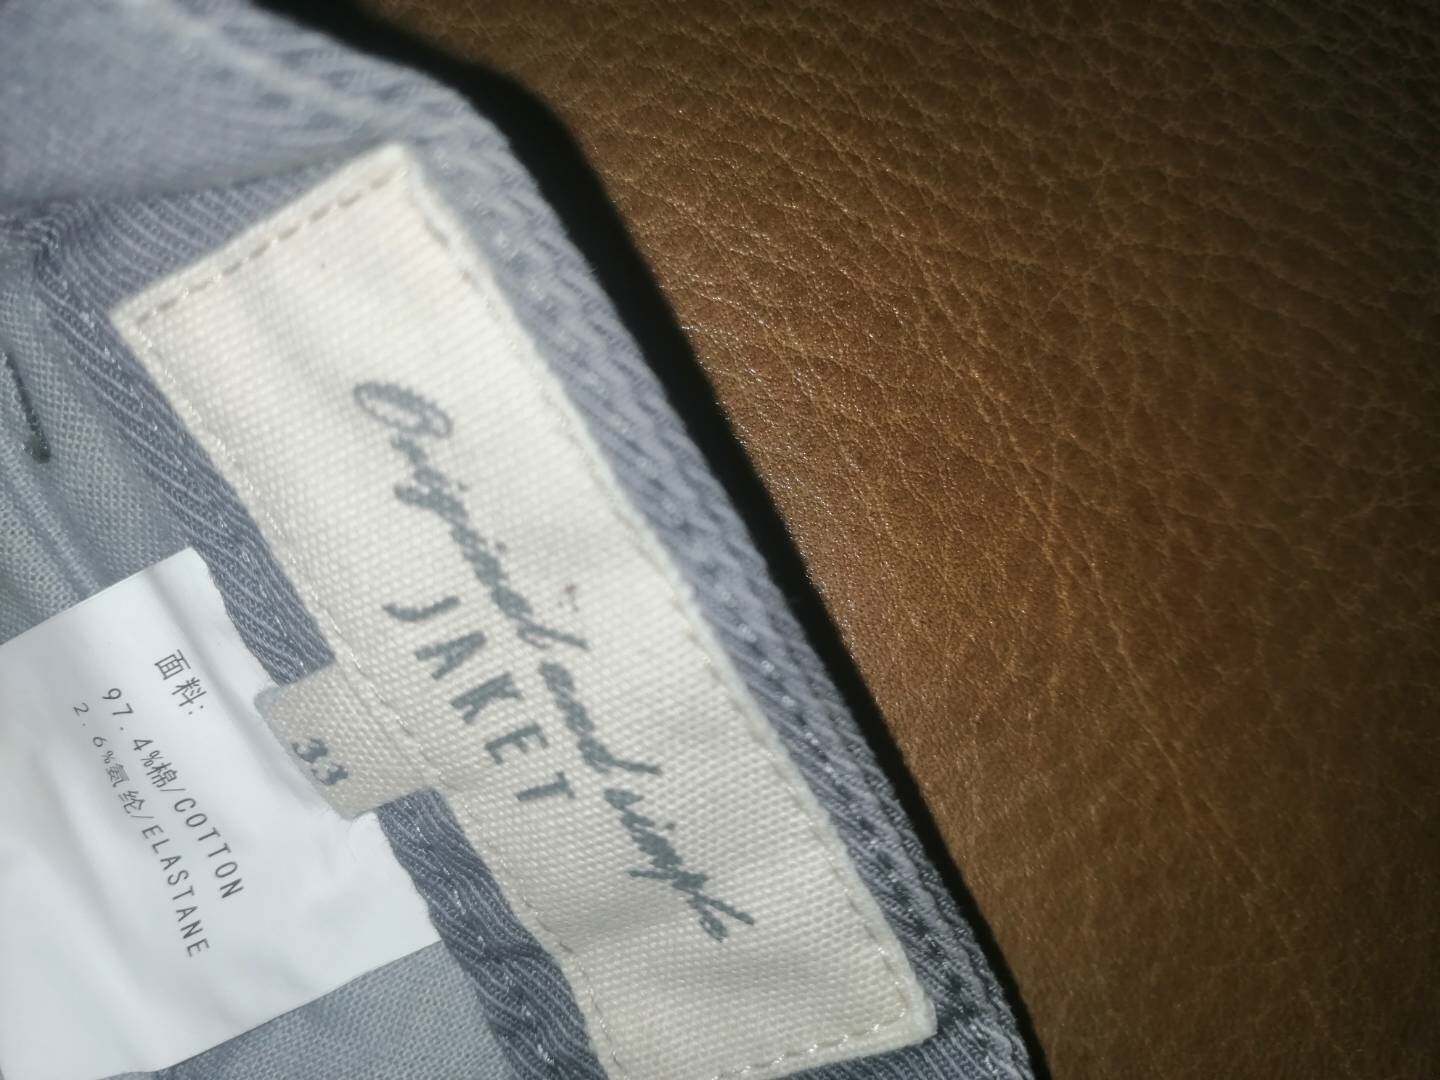 Original and simple
JAKET
33
面料:
97.4%棉/COTTON
2.6%氨纶/ELASTANE